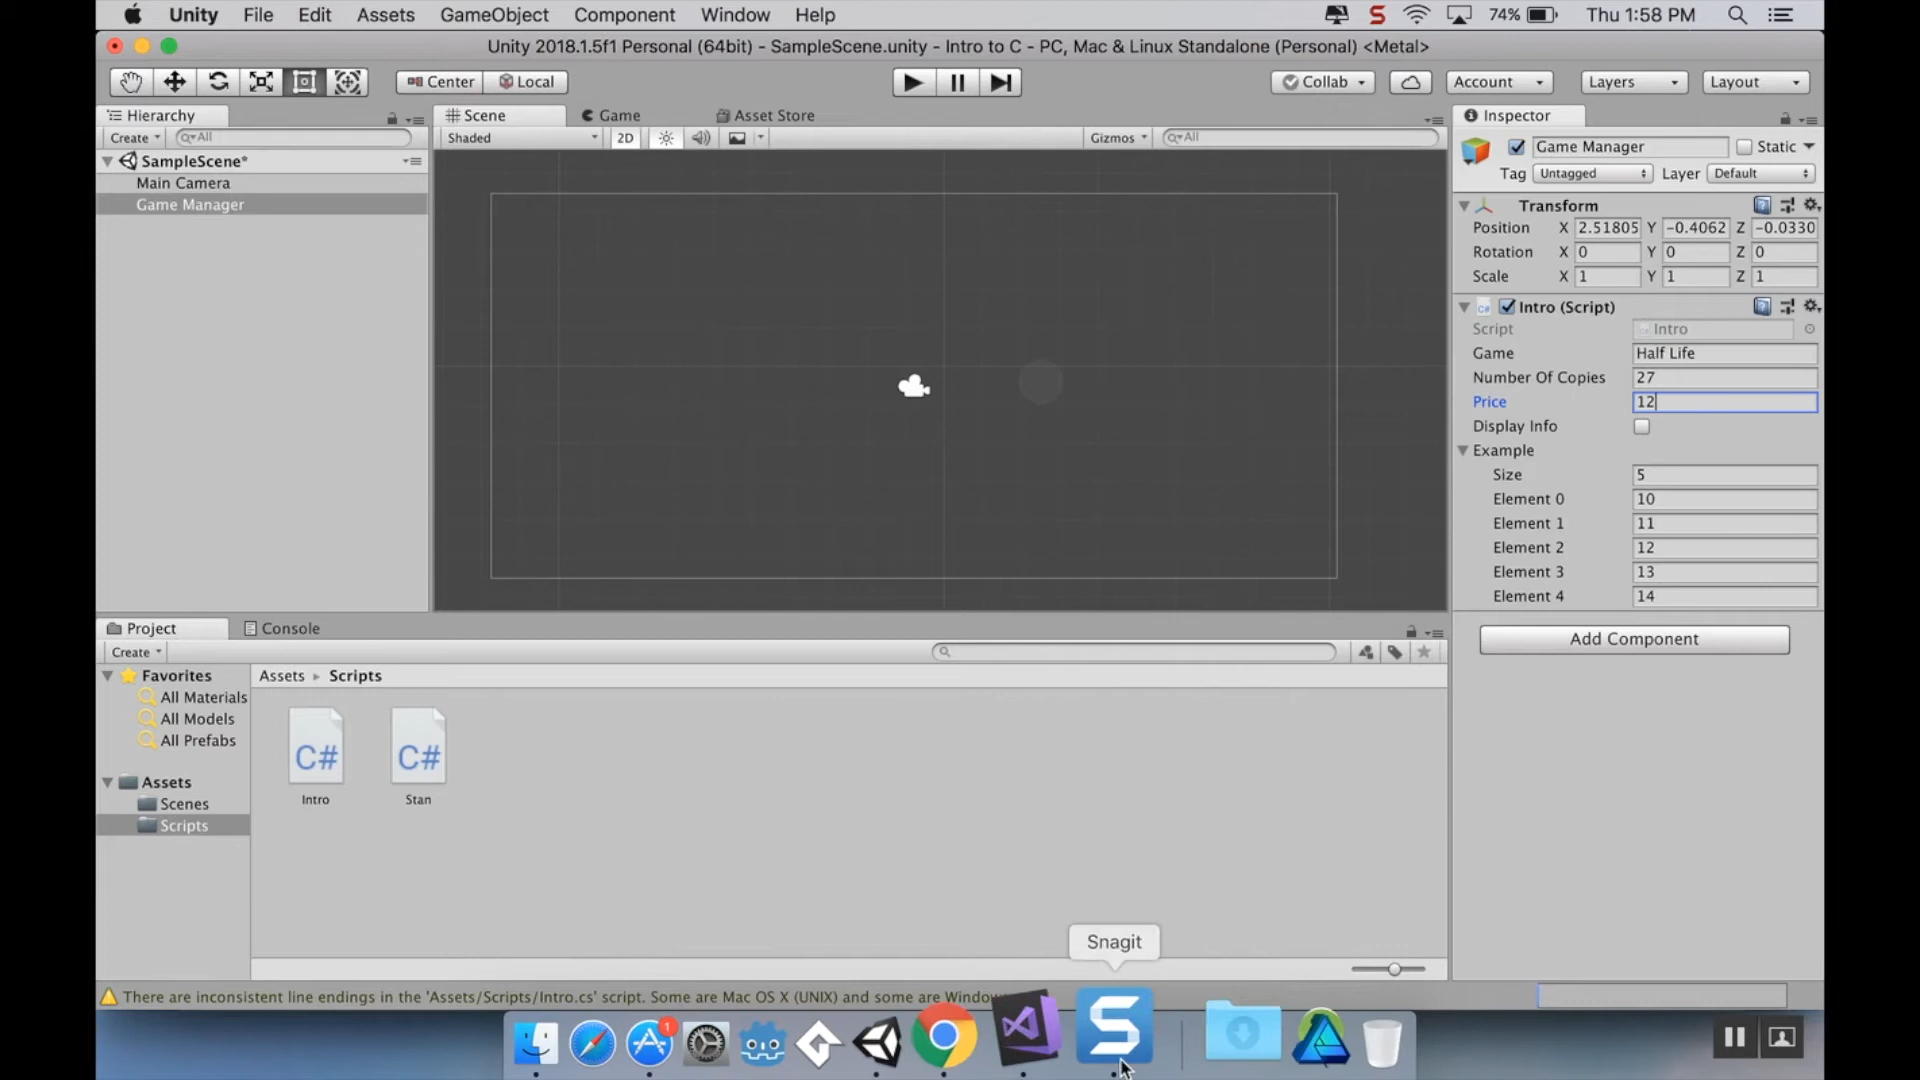 Unity File Edit Assets GameObject Component Window Help S 74% Thu 1:58 PM
Unity 2018.1.5f1 Personal (64bit) - SampleScene.unity - Intro to C - PC, Mac & Linux Standalone (Personal) <Metal>
Center Local Collab Account Layers Layout
Hierarchy
Create All
SampleScene*
Main Camera
Game Manager
Scene Game Asset Store
Shaded 2D Gizmos All
Inspector
Game Manager Static
Tag Untagged Layer Default
Transform
Position X 2.51805 Y -0.4062 Z -0.0330
Rotation X 0 Y 0 Z 0
Scale X 1 Y 1 Z 1
C# Intro (Script)
Script Intro
Game Half Life
Number Of Copies 27
Price 12
Display Info
Example
Size 5
Element 0 10
Element 1 11
Element 2 12
Element 3 13
Element 4 14
Add Component
Project Console
Create
Favorites
All Materials
All Models
All Prefabs
Assets
Scenes
Scripts
Assets Scripts
C# C#
Intro Stan
Snagit
There are inconsistent line endings in the 'Assets/Scripts/Intro.cs' script. Some are Mac OS X (UNIX) and some are Windo
1
S